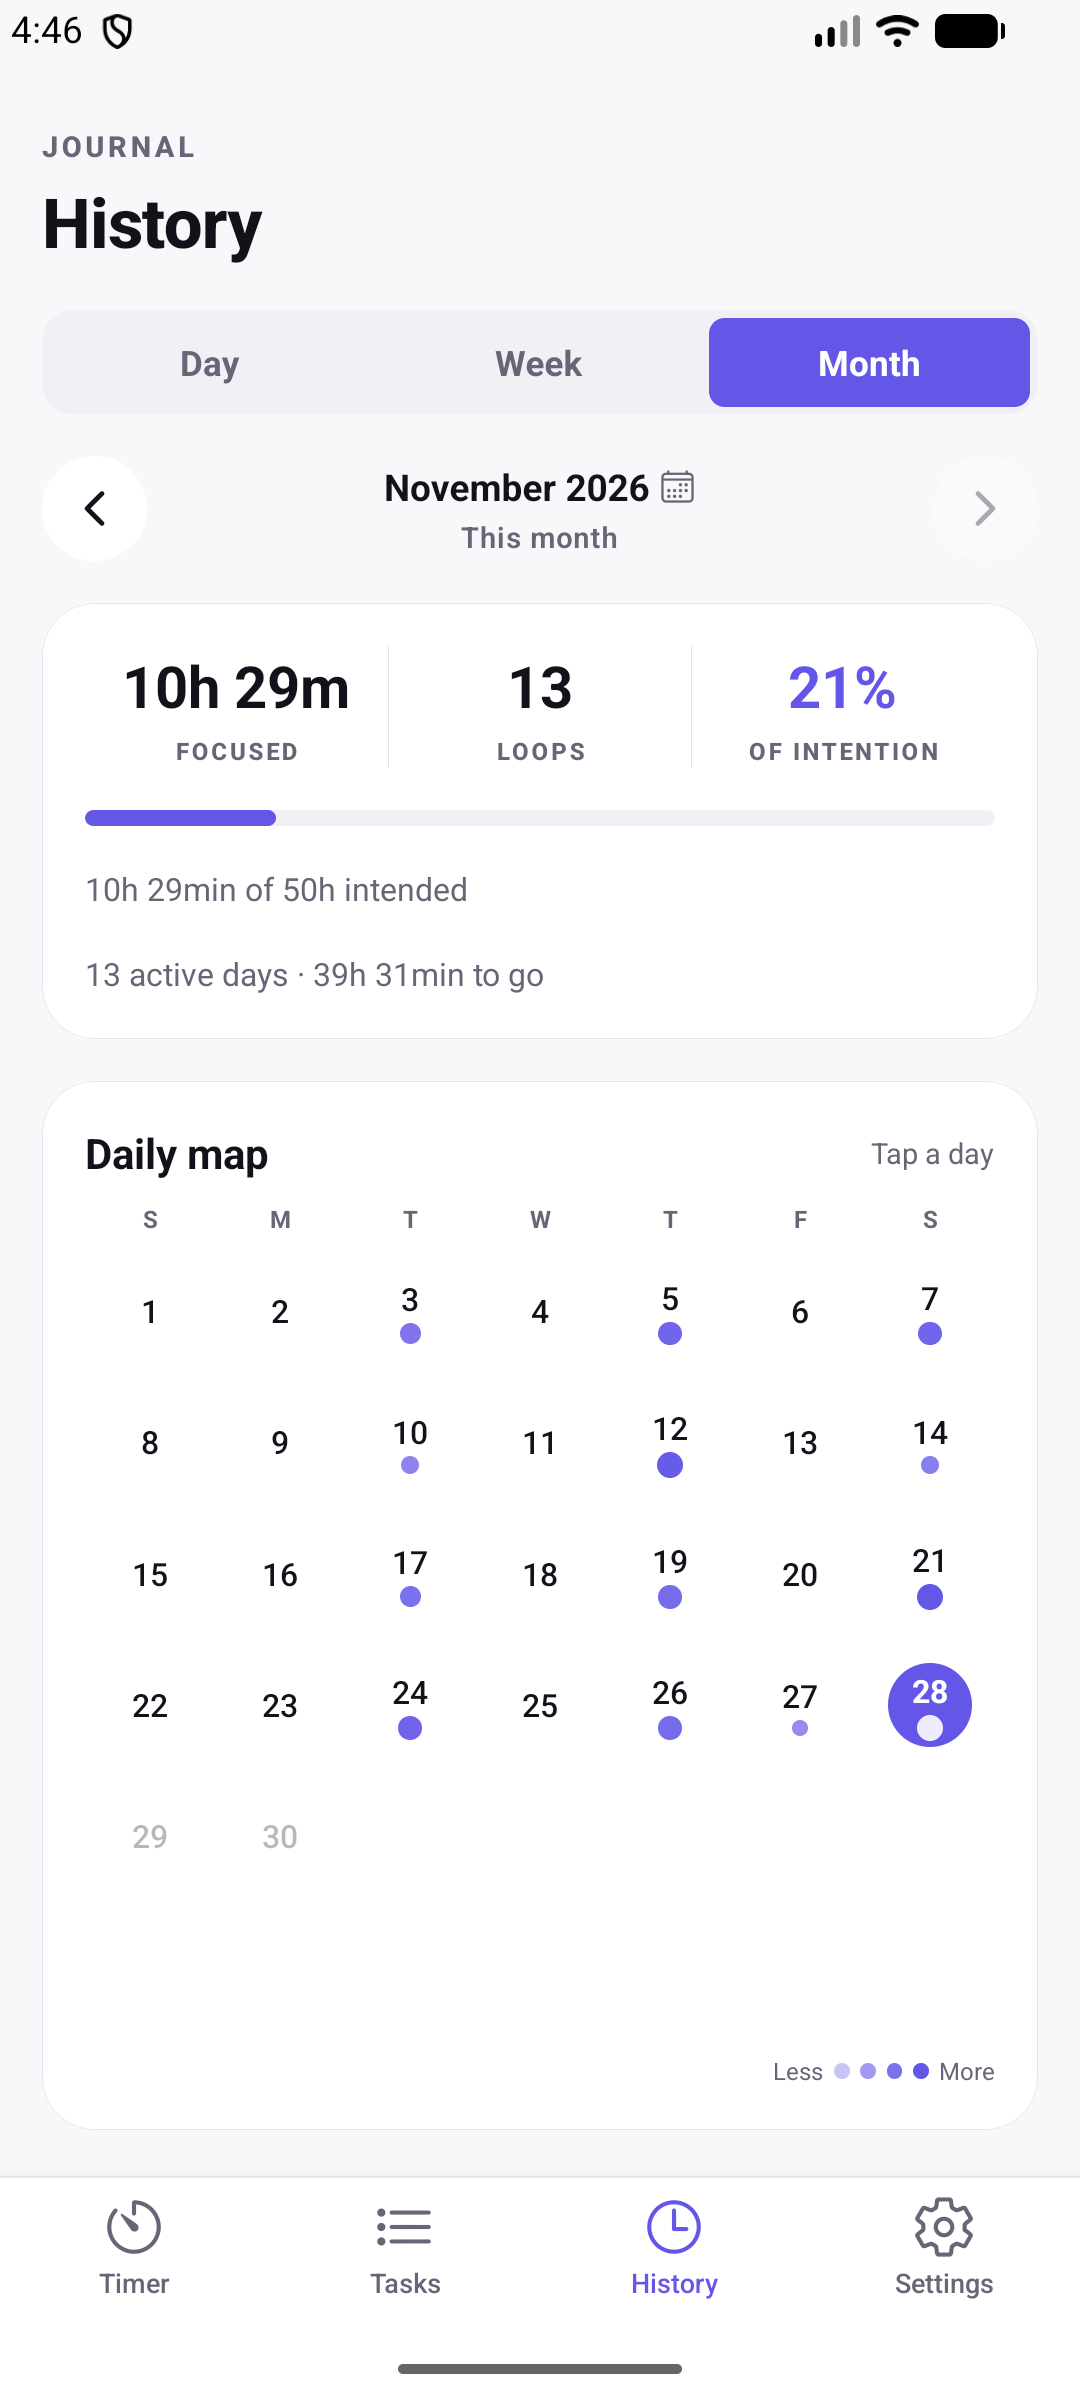 4:46
JOURNAL
History
Day Week Month
November 2026
This month
10h 29m 13 21%
FOCUSED LOOPS OF INTENTION
10h 29min of 50h intended
13 active days · 39h 31min to go
Daily map Tap a day
S M T W T F S
1 2 3 4 5 6 7
8 9 10 11 12 13 14
15 16 17 18 19 20 21
22 23 24 25 26 27 28
29 30
Less More
Timer Tasks History Settings